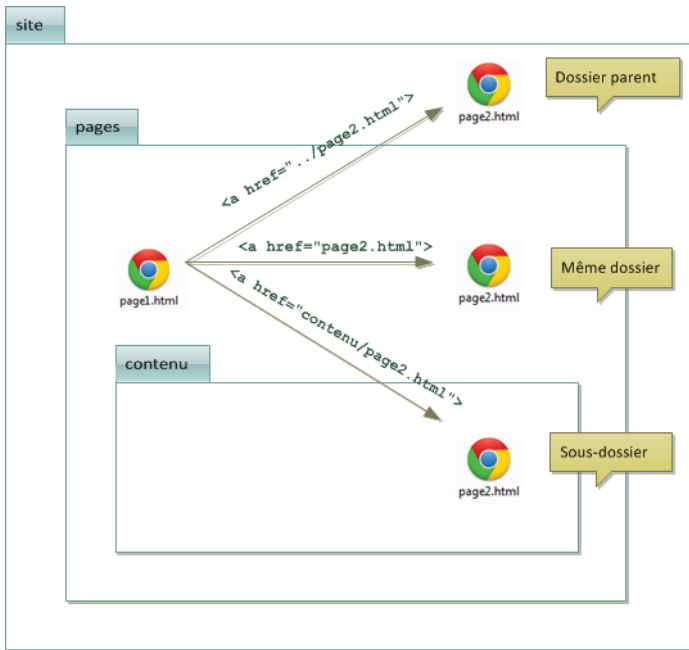 site
Dossier parent
page2.html
<a href="../page2.html">
pages
<a href="page2.html">
Même dossier
page1.html
page2.html
<a href="contenu/page2.html">
contenu
Sous-dossier
page2.html